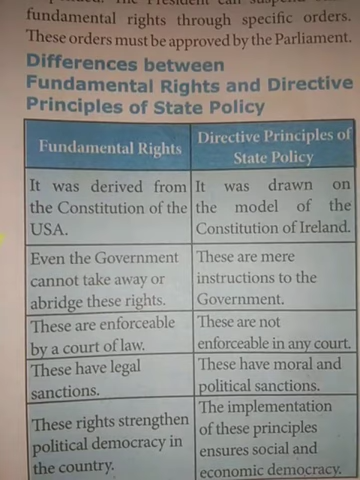 The President can suspend
fundamental rights through specific orders.
These orders must be approved by the Parliament.
Differences between
Fundamental Rights and Directive
Principles of State Policy
Fundamental Rights
Directive Principles of
State Policy
It was derived from
the Constitution of the
USA.
It was drawn on
the model of the
Constitution of Ireland.
Even the Government
cannot take away or
abridge these rights.
These are mere
instructions to the
Government.
These are enforceable
by a court of law.
These are not
enforceable in any court.
These have legal
sanctions.
These have moral and
political sanctions.
These rights strengthen
political democracy in
the country.
The implementation
of these principles
ensures social and
economic democracy.